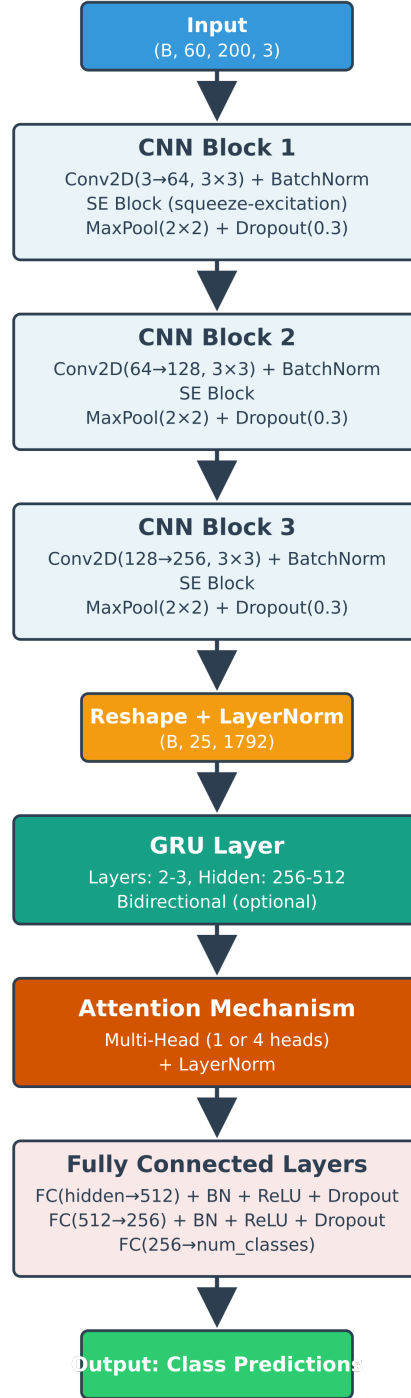 Input
(B, 60, 200, 3)
CNN Block 1
Conv2D(3→64, 3×3) + BatchNorm
SE Block (squeeze-excitation)
MaxPool(2×2) + Dropout(0.3)
CNN Block 2
Conv2D(64→128, 3×3) + BatchNorm
SE Block
MaxPool(2×2) + Dropout(0.3)
CNN Block 3
Conv2D(128→256, 3×3) + BatchNorm
SE Block
MaxPool(2×2) + Dropout(0.3)
Reshape + LayerNorm
(B, 25, 1792)
GRU Layer
Layers: 2-3, Hidden: 256-512
Bidirectional (optional)
Attention Mechanism
Multi-Head (1 or 4 heads)
+ LayerNorm
Fully Connected Layers
FC(hidden→512) + BN + ReLU + Dropout
FC(512→256) + BN + ReLU + Dropout
FC(256→num_classes)
Output: Class Predictions